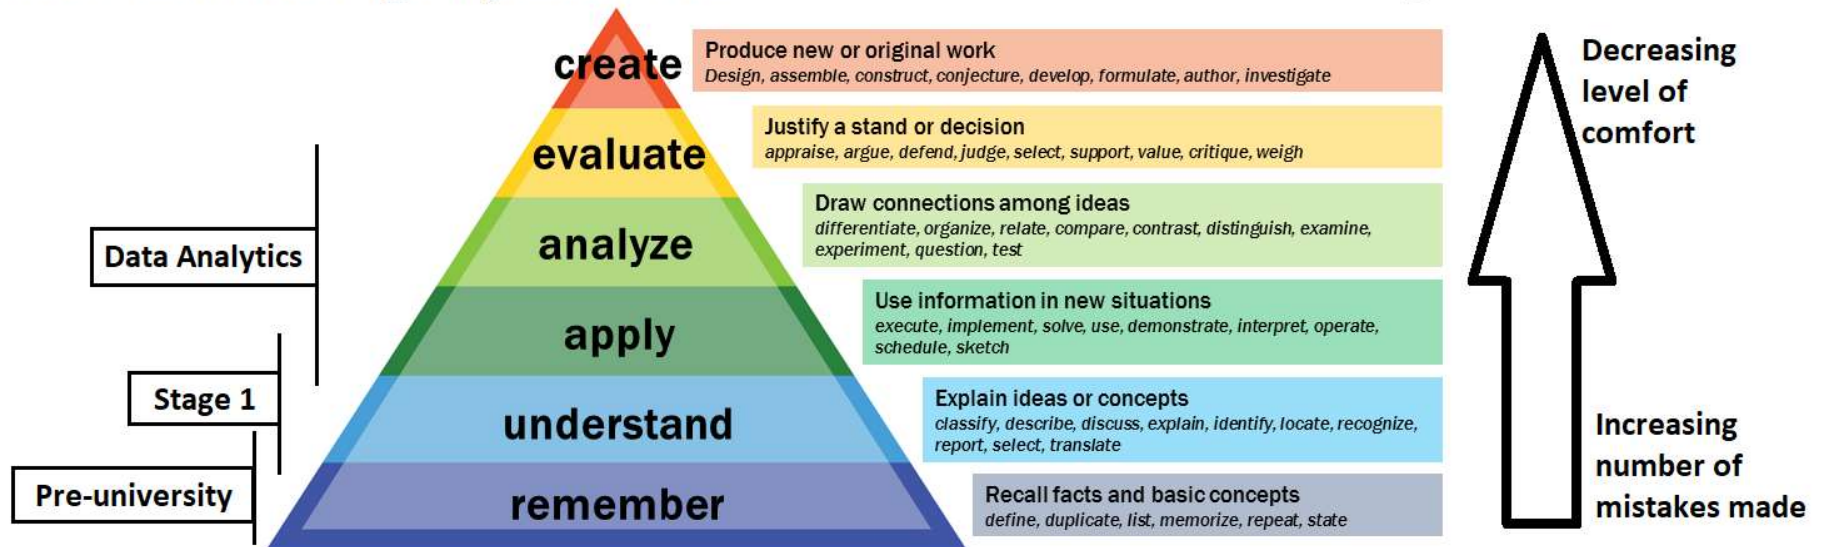 create
Produce new or original work
Design, assemble, construct, conjecture, develop, formulate, author, investigate
evaluate
Justify a stand or decision
appraise, argue, defend, judge, select, support, value, critique, weigh
analyze
Draw connections among ideas
differentiate, organize, relate, compare, contrast, distinguish, examine,
experiment, question, test
apply
Use information in new situations
execute, implement, solve, use, demonstrate, interpret, operate,
schedule, sketch
understand
Explain ideas or concepts
classify, describe, discuss, explain, identify, locate, recognize,
report, select, translate
remember
Recall facts and basic concepts
define, duplicate, list, memorize, repeat, state
Data Analytics
Stage 1
Pre-university
Decreasing
level of
comfort
Increasing
number of
mistakes made